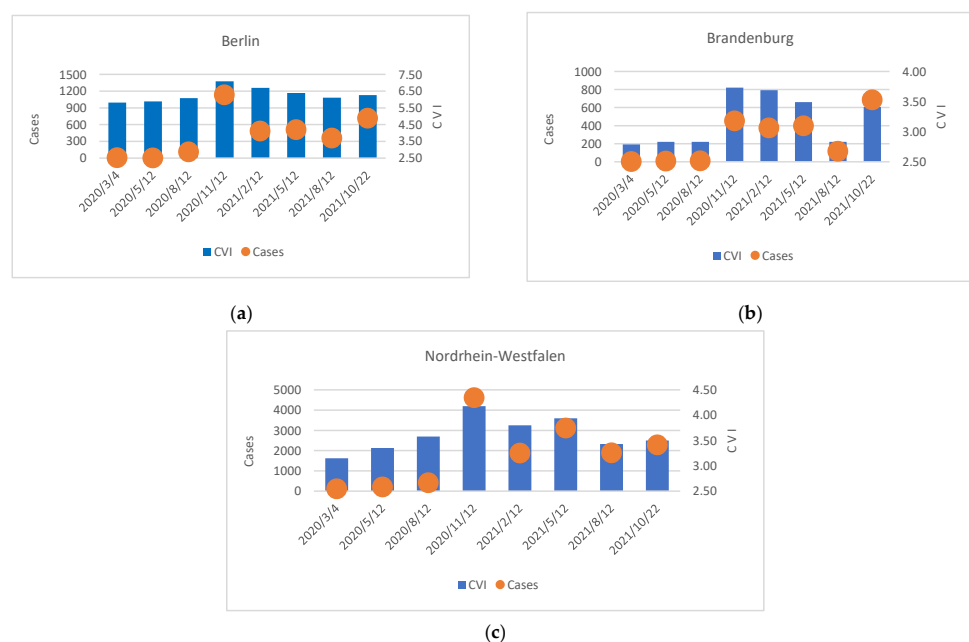 Berlin
1500 7.50
1200 6.50
900 5.50
600 4.50
300 3.50
0 2.50
Cases
CVI
2020/3/4 2020/5/12 2020/8/12 2020/11/12 2021/2/12 2021/5/12 2021/8/12 2021/10/22
CVI Cases
(a)
Brandenburg
1000 4.00
800 3.50
600
400 3.00
200
0 2.50
Cases
CVI
2020/3/4 2020/5/12 2020/8/12 2020/11/12 2021/2/12 2021/5/12 2021/8/12 2021/10/22
CVI Cases
(b)
Nordrhein-Westfalen
5000 4.50
4000 4.00
3000 3.50
2000 3.00
1000
0 2.50
Cases
CVI
2020/3/4 2020/5/12 2020/8/12 2020/11/12 2021/2/12 2021/5/12 2021/8/12 2021/10/22
CVI Cases
(c)